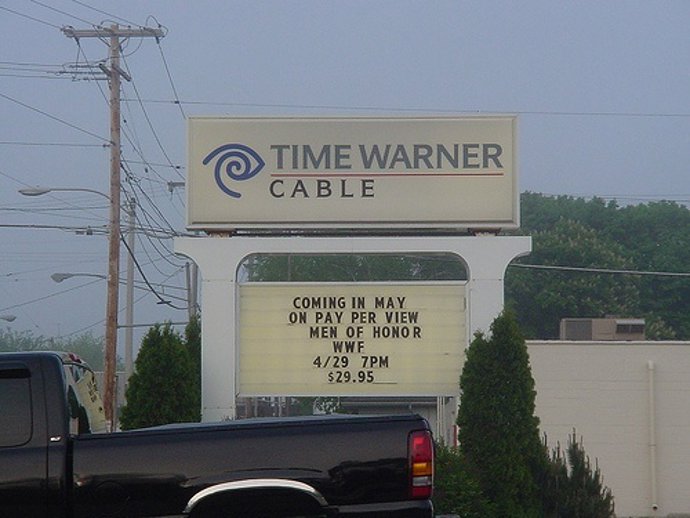 TIME WARNER
CABLE
COMING IN MAY
ON PAY PER VIEW
MEN OF HONOR
WWF
4/29 7PM
$29.95